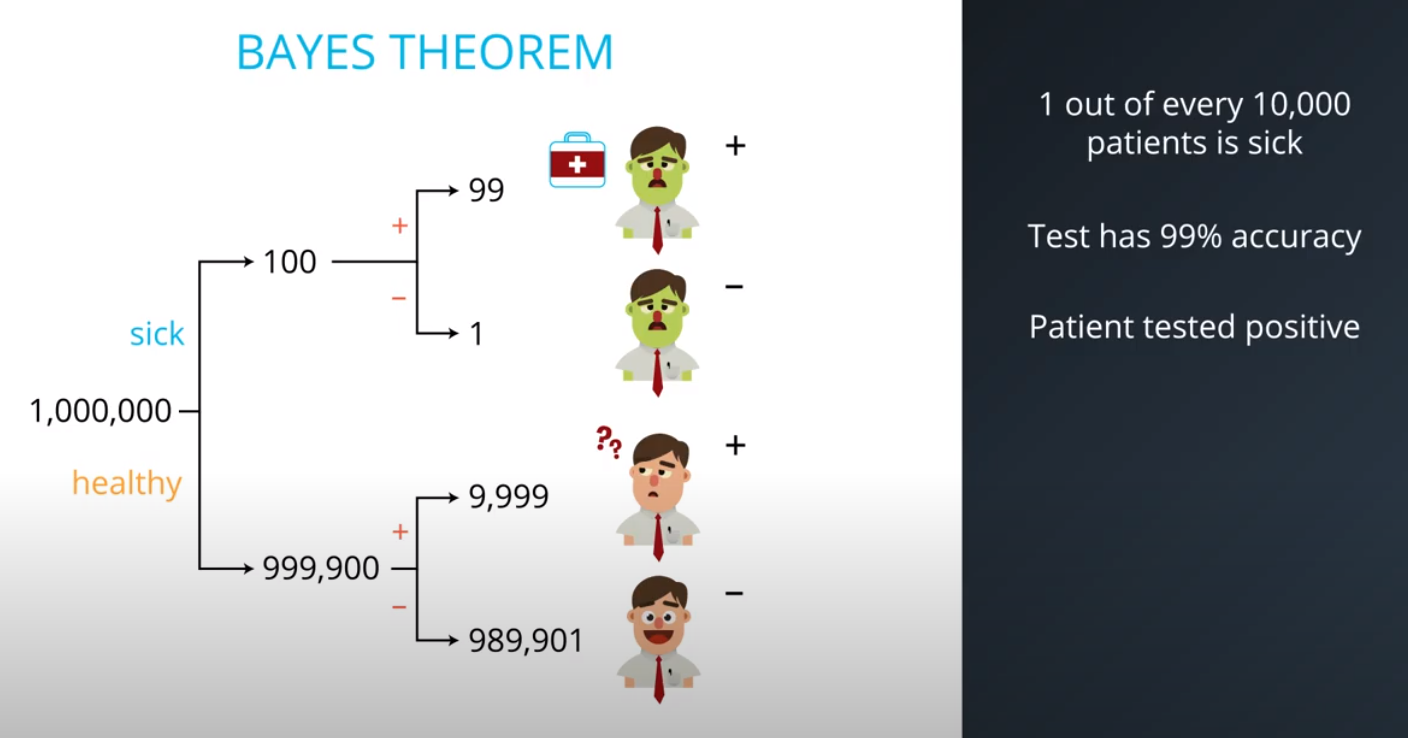 BAYES THEOREM
1 out of every 10,000
patients is sick
Test has 99% accuracy
Patient tested positive
+
99
+
100
−
−
1
sick
1,000,000
healthy
??
+
9,999
+
999,900
−
−
989,901